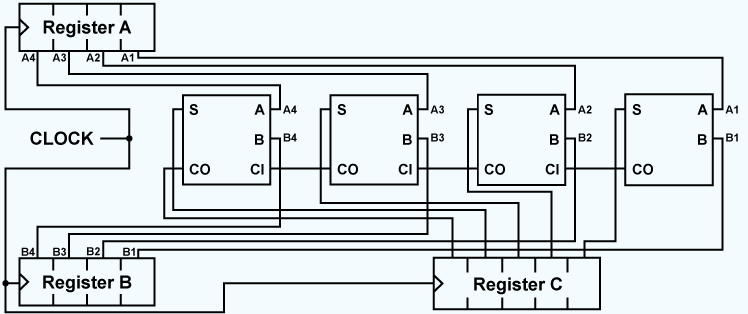 Register A
A4 A3 A2 A1
S A A4 S A A3 S A A2 S A A1
CLOCK B B4 B B3 B B2 B B1
CO CI CO CI CO CI CO
B4 B3 B2 B1
Register B Register C